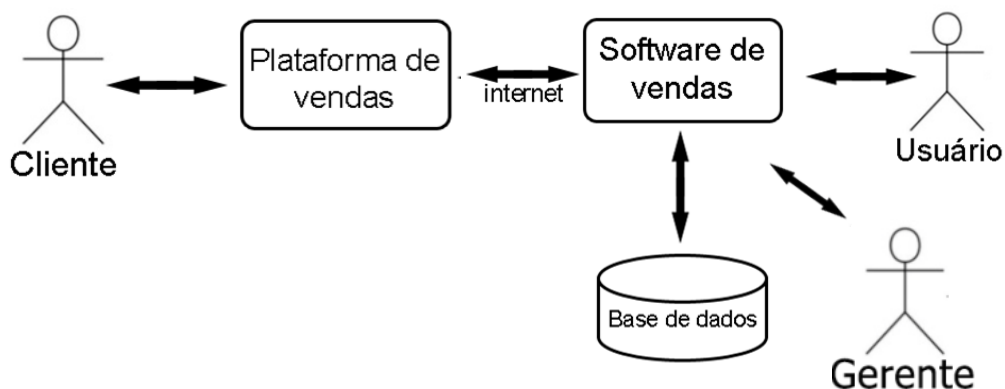 Plataforma de
vendas
internet
Software de
vendas
Cliente
Usuário
Base de dados
Gerente